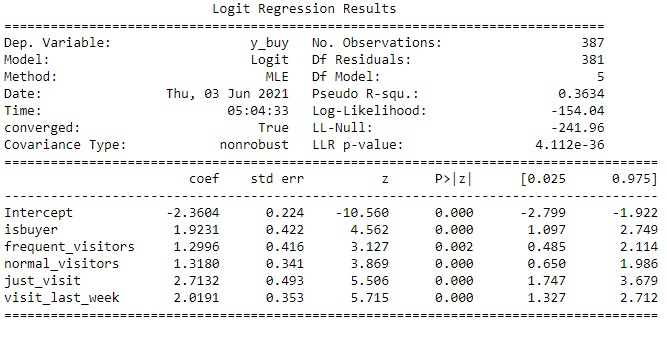 Logit Regression Results
==============================================================================
Dep. Variable: y_buy No. Observations: 387
Model: Logit Df Residuals: 381
Method: MLE Df Model: 5
Date: Thu, 03 Jun 2021 Pseudo R-squ.: 0.3634
Time: 05:04:33 Log-Likelihood: -154.04
converged: True LL-Null: -241.96
Covariance Type: nonrobust LLR p-value: 4.112e-36
=====================================================================================
coef std err z P>|z| [0.025 0.975]
-------------------------------------------------------------------------------------
Intercept -2.3604 0.224 -10.560 0.000 -2.799 -1.922
isbuyer 1.9231 0.422 4.562 0.000 1.097 2.749
frequent_visitors 1.2996 0.416 3.127 0.002 0.485 2.114
normal_visitors 1.3180 0.341 3.869 0.000 0.650 1.986
just_visit 2.7132 0.493 5.506 0.000 1.747 3.679
visit_last_week 2.0191 0.353 5.715 0.000 1.327 2.712
=====================================================================================